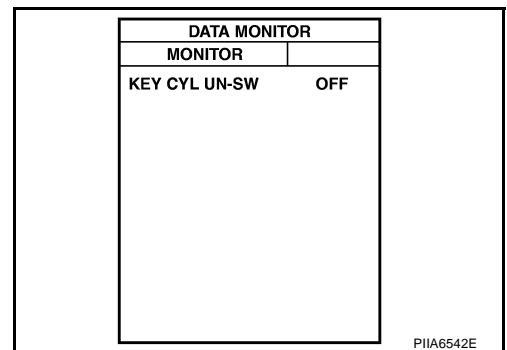 DATA MONITOR
MONITOR
KEY CYL UN-SW OFF
PIIA6542E